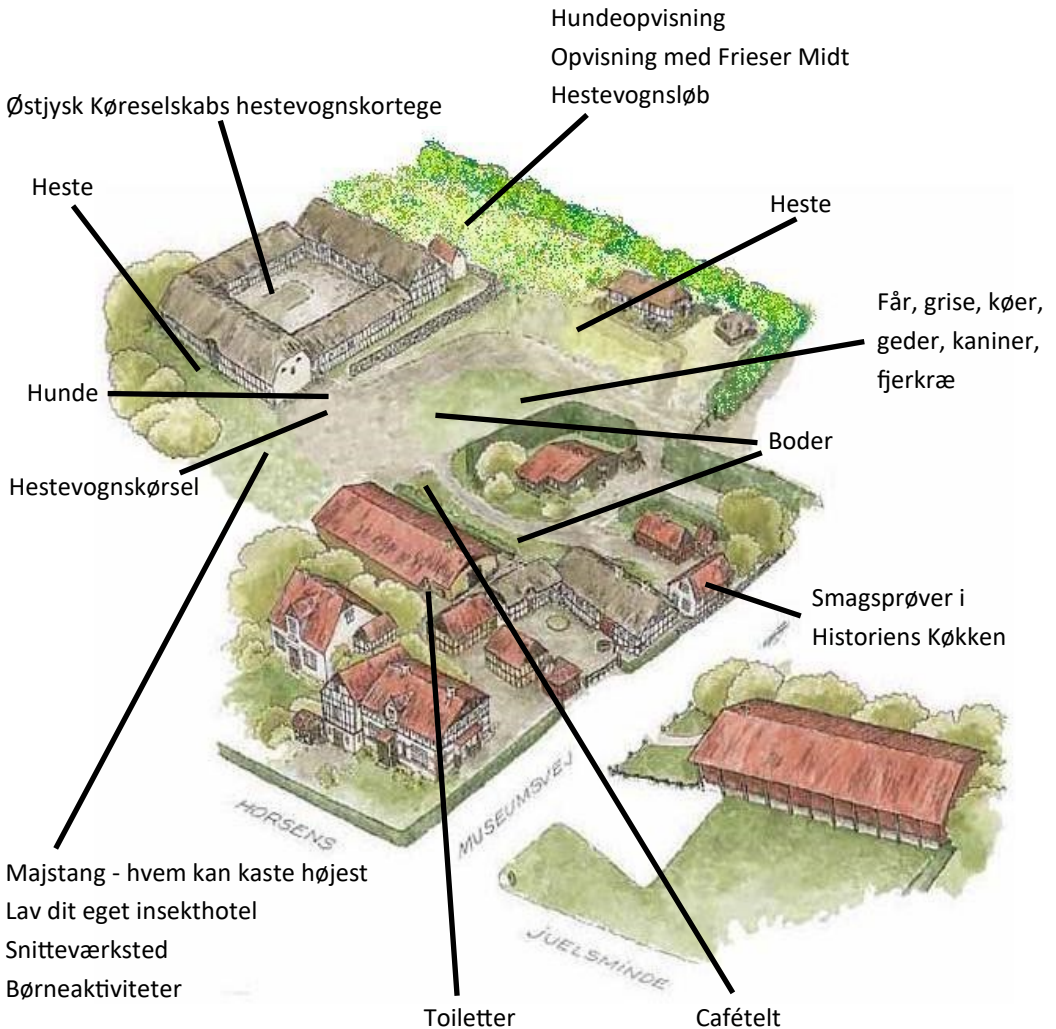 Hundeopvisning
Opvisning med Frieser Midt
Hestevognsløb
Østjysk Køreselskabs hestevognskortege
Heste
Heste
Får, grise, køer,
geder, kaniner,
fjerkræ
Hunde
Boder
Hestevognskørsel
Smagsprøver i
Historiens Køkken
HORSENS
MUSEUMSVEJ
JUELSMINDE
Majstang - hvem kan kaste højest
Lav dit eget insekthotel
Snitteværksted
Børneaktiviteter
Toiletter
Cafételt